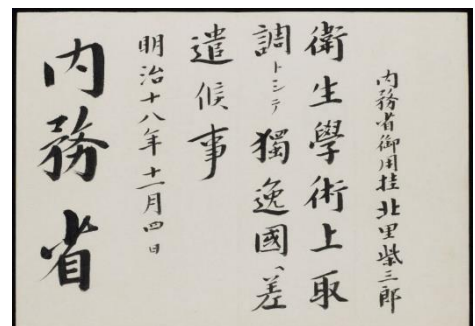 内務省御用掛北里柴三郎
衛生學術上取
調トシテ獨逸國ヘ差
遣候事
明治十八年十一月四日
内務省